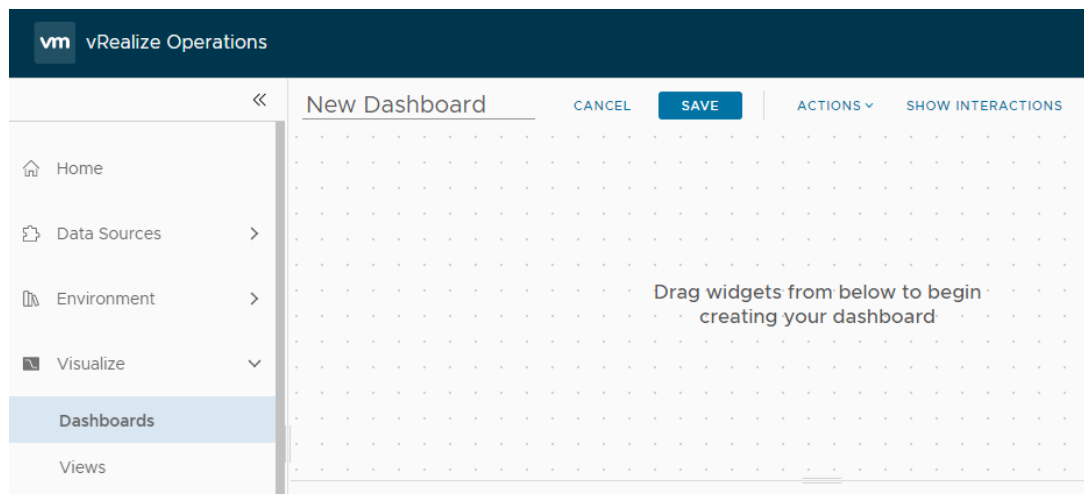 vm vRealize Operations
New Dashboard CANCEL SAVE ACTIONS SHOW INTERACTIONS
Home
Data Sources
Environment
Visualize
Dashboards
Views
Drag widgets from below to begin
creating your dashboard